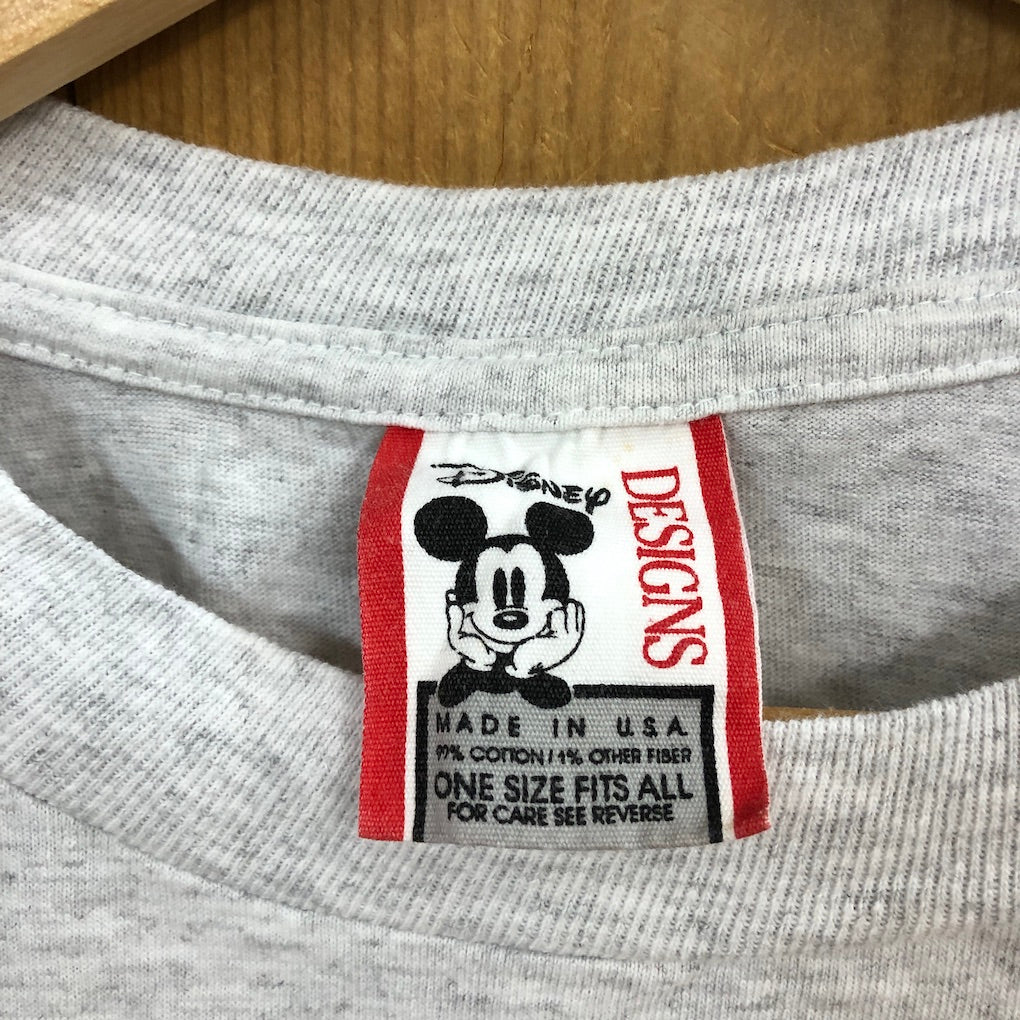 DISNEY
DESIGNS
MADE IN U.S.A.
99% COTTON/1% OTHER FIBER
ONE SIZE FITS ALL
FOR CARE SEE REVERSE